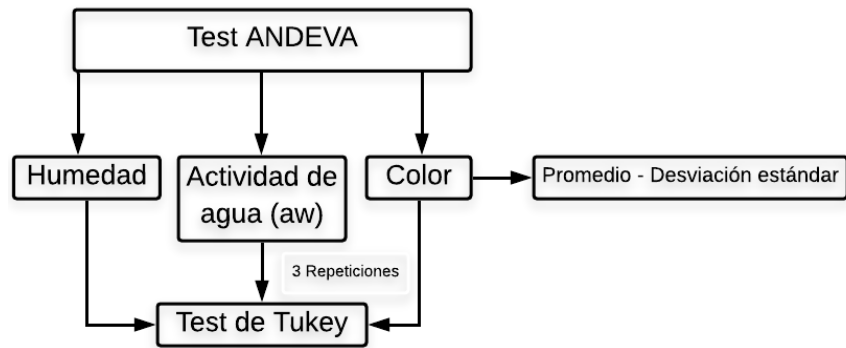 Test ANDEVA
Humedad
Actividad de
agua (aw)
Color
Promedio - Desviación estándar
3 Repeticiones
Test de Tukey